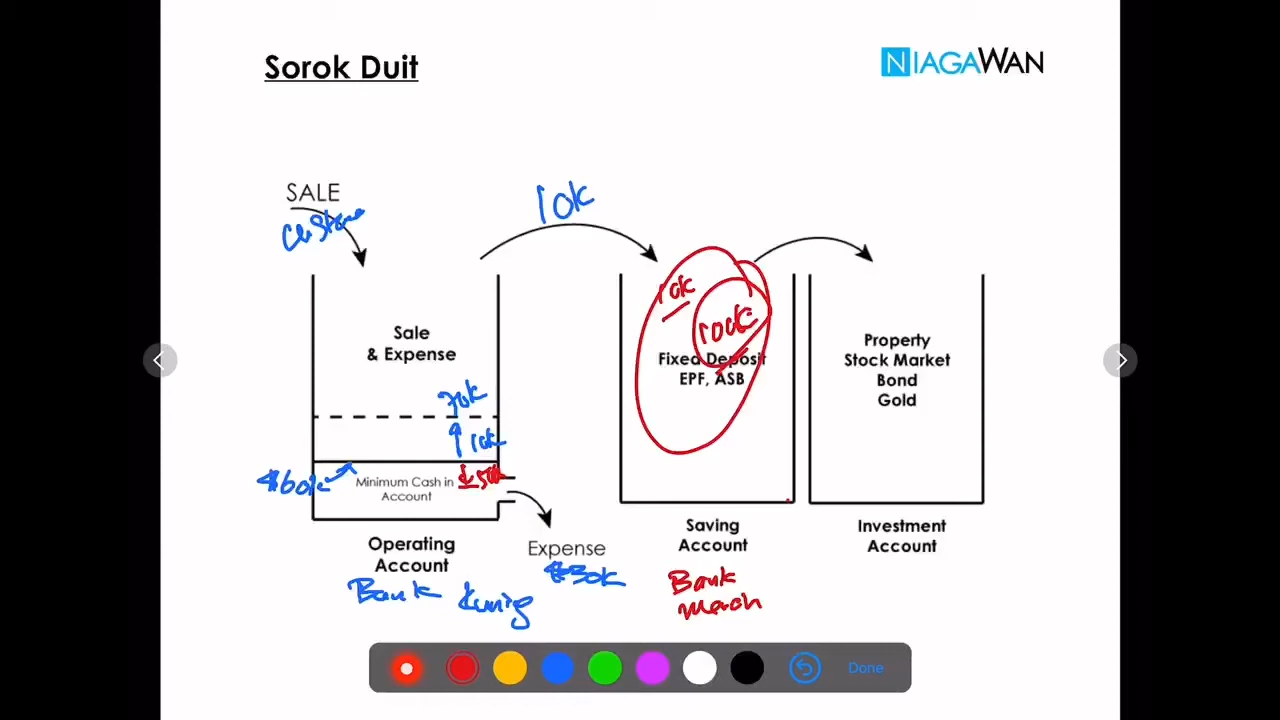 Sorok Duit
NIAGAWAN
SALE
10k
10k
100k
Sale
& Expense
Fixed Deposit
EPF, ASB
Property
Stock Market
Bond
Gold
70k
10k
60k
Minimum Cash in
Account
Operating
Account
Expense
30k
Saving
Account
Investment
Account
Bank kuning
Bank
merah
Done